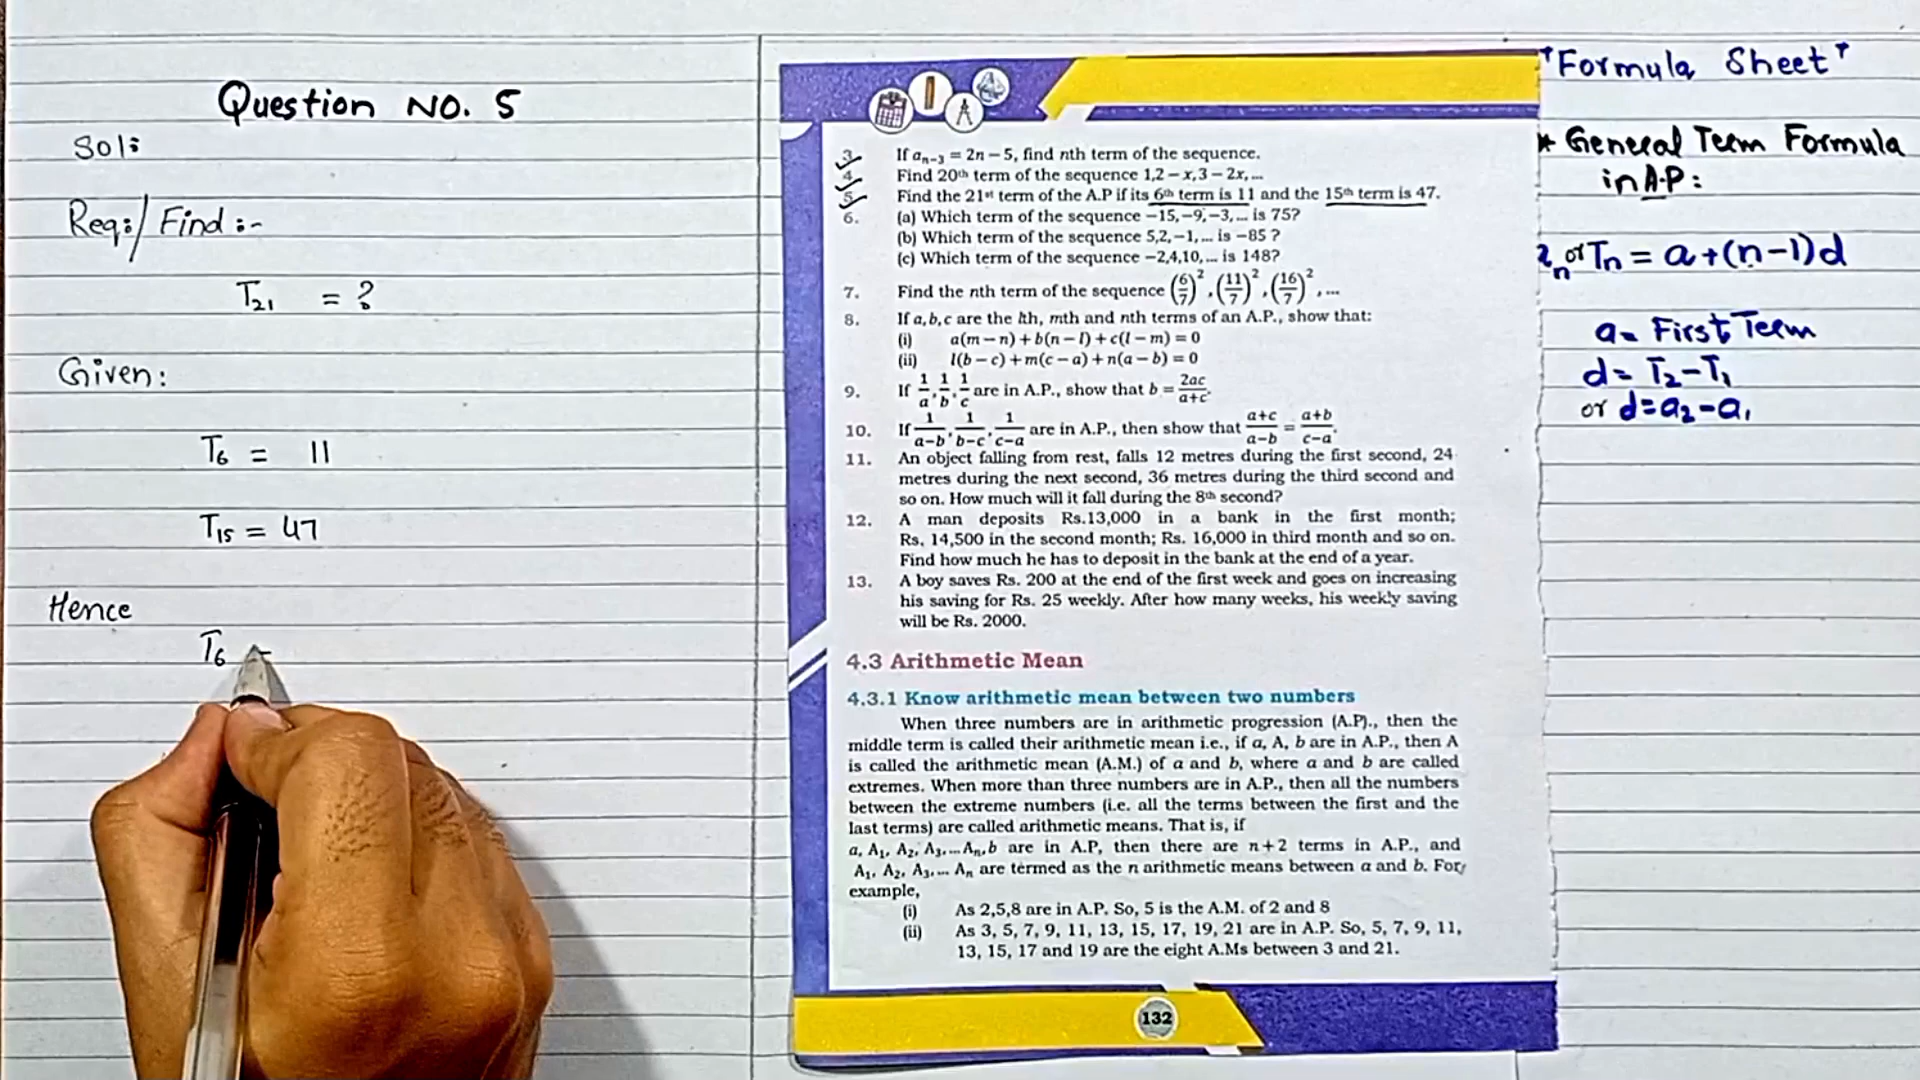 Question NO. 5
Sol:
Req:/ Find :-
T21 = ?
Given:
T6 = 11
T15 = 47
Hence
T6 =
3. If aₙ₋₃ = 2n − 5, find nth term of the sequence.
4. Find 20th term of the sequence 1,2 − x, 3 − 2x, ...
5. Find the 21st term of the A.P if its 6th term is 11 and the 15th term is 47.
6. (a) Which term of the sequence −15, −9, −3, ... is 75?
(b) Which term of the sequence 5,2, −1, ... is −85 ?
(c) Which term of the sequence −2,4,10, ... is 148?
7. Find the nth term of the sequence (6/7)², (11/7)², (16/7)², ...
8. If a, b, c are the lth, mth and nth terms of an A.P., show that:
(i) a(m − n) + b(n − l) + c(l − m) = 0
(ii) l(b − c) + m(c − a) + n(a − b) = 0
9. If 1/a, 1/b, 1/c are in A.P., show that b = 2ac/a+c.
10. If 1/a−b, 1/b−c, 1/c−a are in A.P., then show that a+c/a−b = a+b/c−a.
11. An object falling from rest, falls 12 metres during the first second, 24
metres during the next second, 36 metres during the third second and
so on. How much will it fall during the 8th second?
12. A man deposits Rs.13,000 in a bank in the first month;
Rs. 14,500 in the second month; Rs. 16,000 in third month and so on.
Find how much he has to deposit in the bank at the end of a year.
13. A boy saves Rs. 200 at the end of the first week and goes on increasing
his saving for Rs. 25 weekly. After how many weeks, his weekly saving
will be Rs. 2000.
4.3 Arithmetic Mean
4.3.1 Know arithmetic mean between two numbers
When three numbers are in arithmetic progression (A.P)., then the
middle term is called their arithmetic mean i.e., if a, A, b are in A.P., then A
is called the arithmetic mean (A.M.) of a and b, where a and b are called
extremes. When more than three numbers are in A.P., then all the numbers
between the extreme numbers (i.e. all the terms between the first and the
last terms) are called arithmetic means. That is, if
a, A₁, A₂, A₃, ... Aₙ, b are in A.P, then there are n+2 terms in A.P., and
A₁, A₂, A₃, ... Aₙ are termed as the n arithmetic means between a and b. For
example,
(i) As 2,5,8 are in A.P. So, 5 is the A.M. of 2 and 8
(ii) As 3, 5, 7, 9, 11, 13, 15, 17, 19, 21 are in A.P. So, 5, 7, 9, 11,
13, 15, 17 and 19 are the eight A.Ms between 3 and 21.
132
"Formula Sheet"
* General Term Formula
in A.P:
aₙ or Tₙ = a + (n−1)d
a = First Term
d = T₂ − T₁
or d = a₂ − a₁